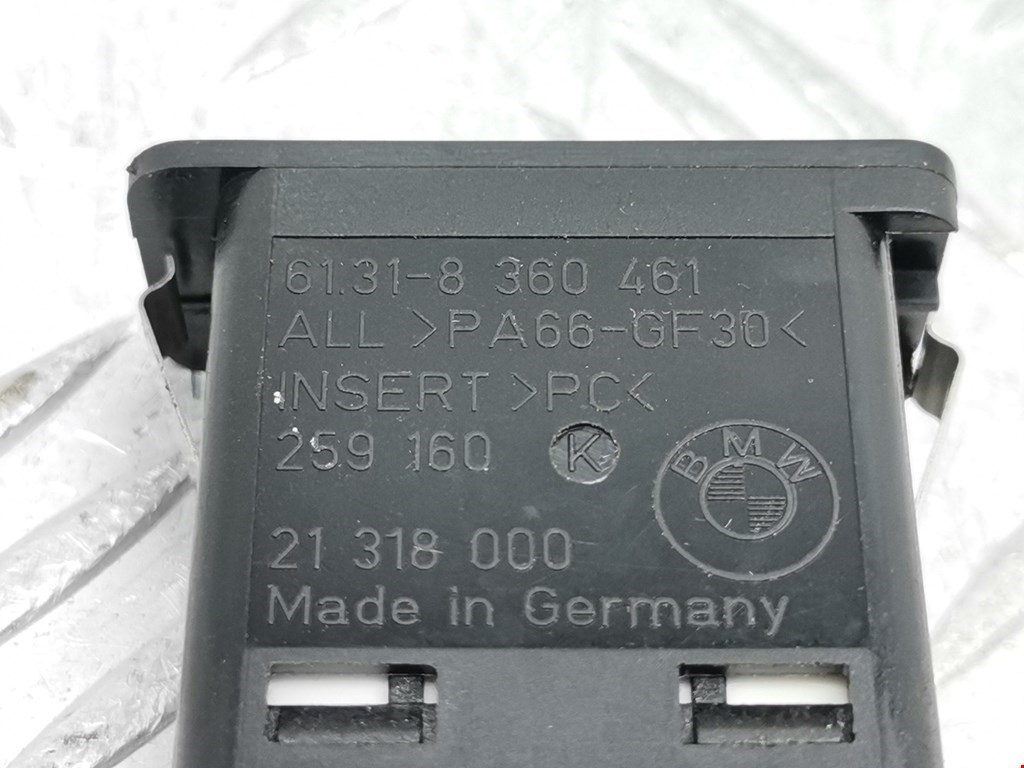 61.31-8 360 461
ALL >PA66-GF30<
INSERT >PC<
259 160 K
BMW
21 318 000
Made in Germany